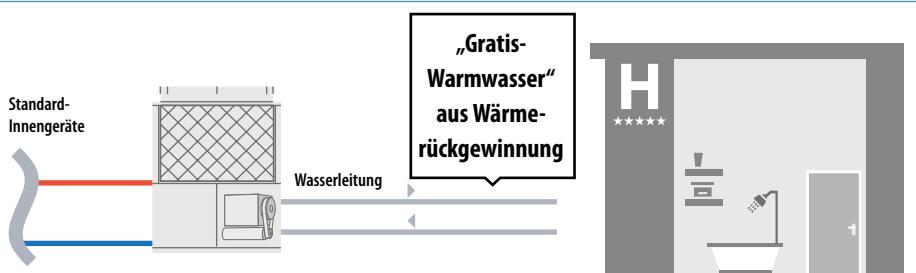 Standard-
Innengeräte
Wasserleitung
„Gratis-
Warmwasser“
aus Wärme-
rückgewinnung
H
★★★★★